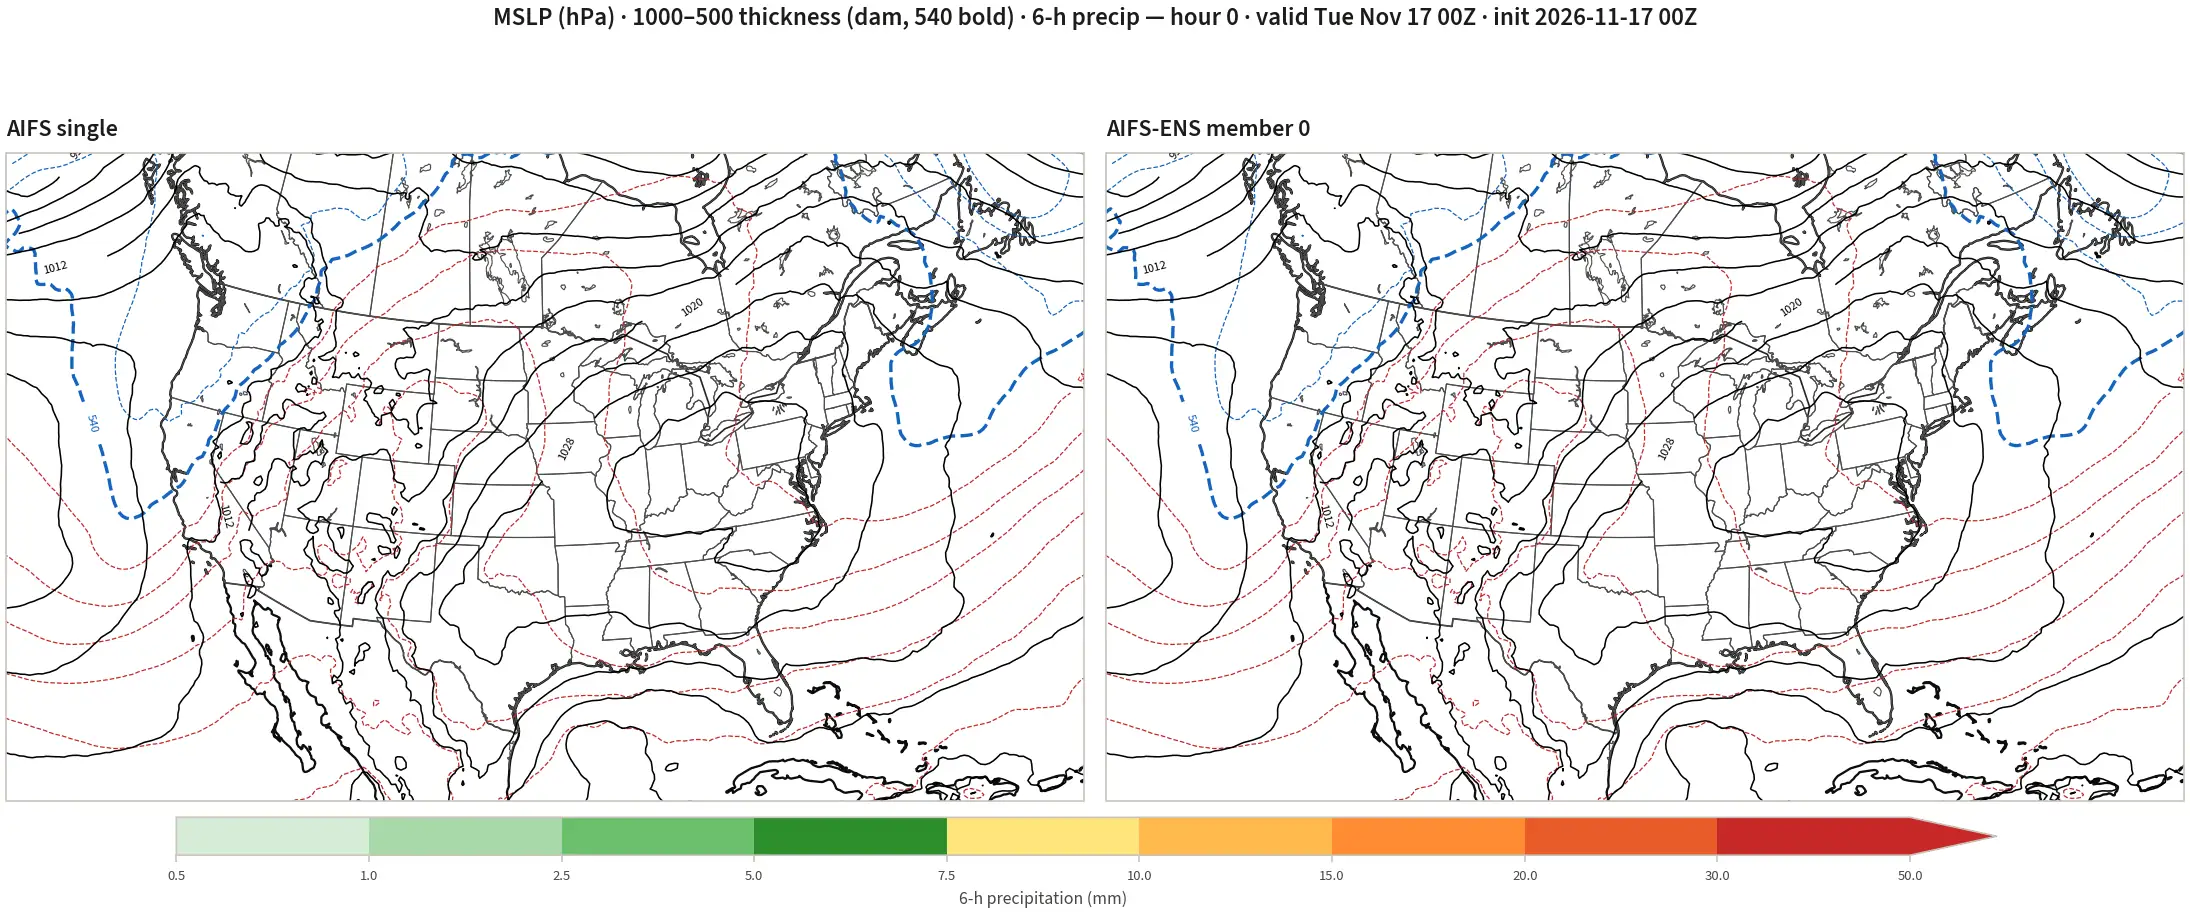 MSLP (hPa) · 1000–500 thickness (dam, 540 bold) · 6-h precip — hour 0 · valid Tue Nov 17 00Z · init 2026-11-17 00Z
AIFS single
AIFS-ENS member 0
1012
1020
540
1028
1012
1012
1020
540
1028
1012
0.5 1.0 2.5 5.0 7.5 10.0 15.0 20.0 30.0 50.0
6-h precipitation (mm)